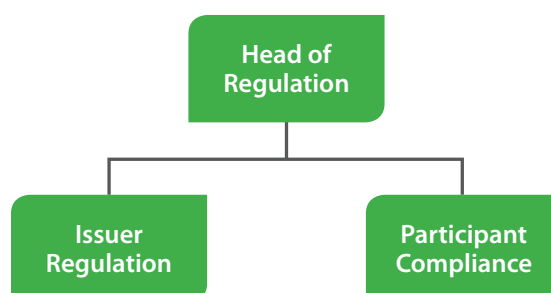 Head of
Regulation
Issuer
Regulation
Participant
Compliance